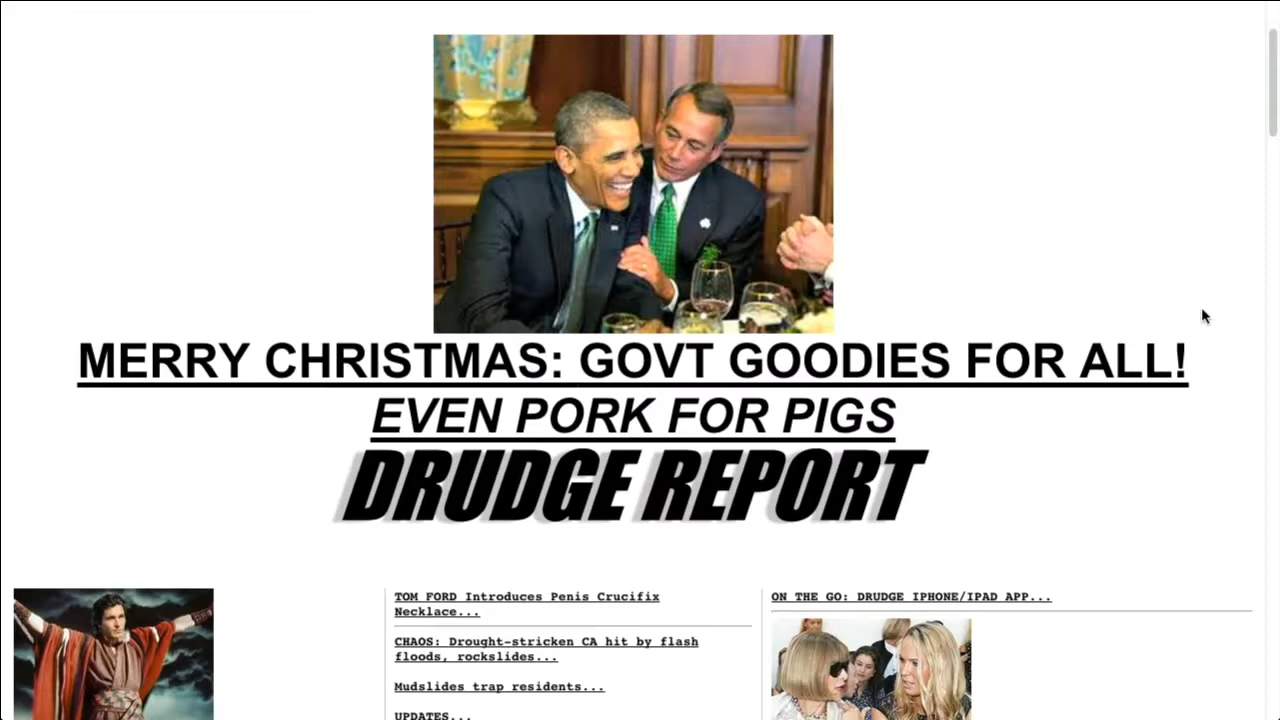 MERRY CHRISTMAS: GOVT GOODIES FOR ALL!
EVEN PORK FOR PIGS
DRUDGE REPORT
TOM FORD Introduces Penis Crucifix
Necklace...
CHAOS: Drought-stricken CA hit by flash
floods, rockslides...
Mudslides trap residents...
UPDATES...
ON THE GO: DRUDGE IPHONE/IPAD APP...